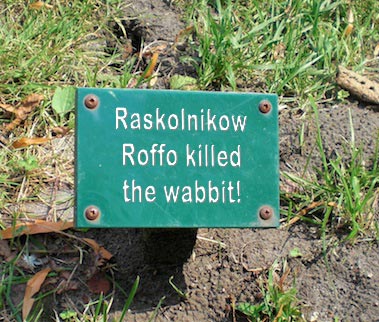 Raskolnikow
Roffo killed
the wabbit!